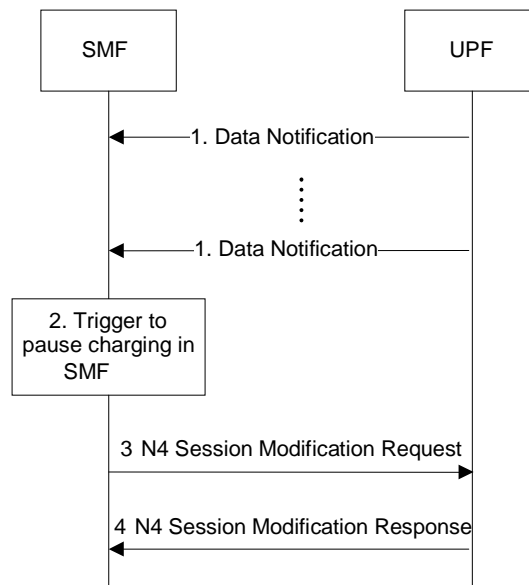 SMF
UPF
1. Data Notification
1. Data Notification
2. Trigger to
pause charging in
SMF
3 N4 Session Modification Request
4 N4 Session Modification Response